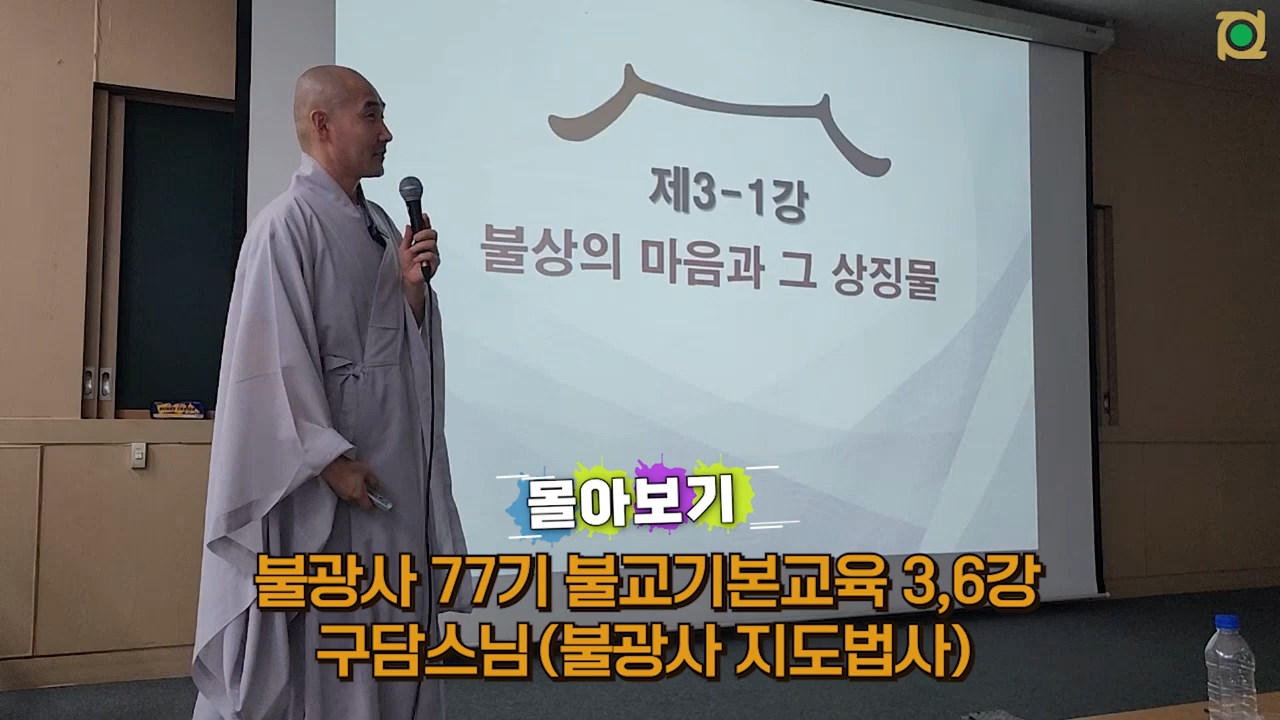 제3-1강
불상의 마음과 그 상징물
몰아보기
불광사 77기 불교기본교육 3,6강
구담스님(불광사 지도법사)